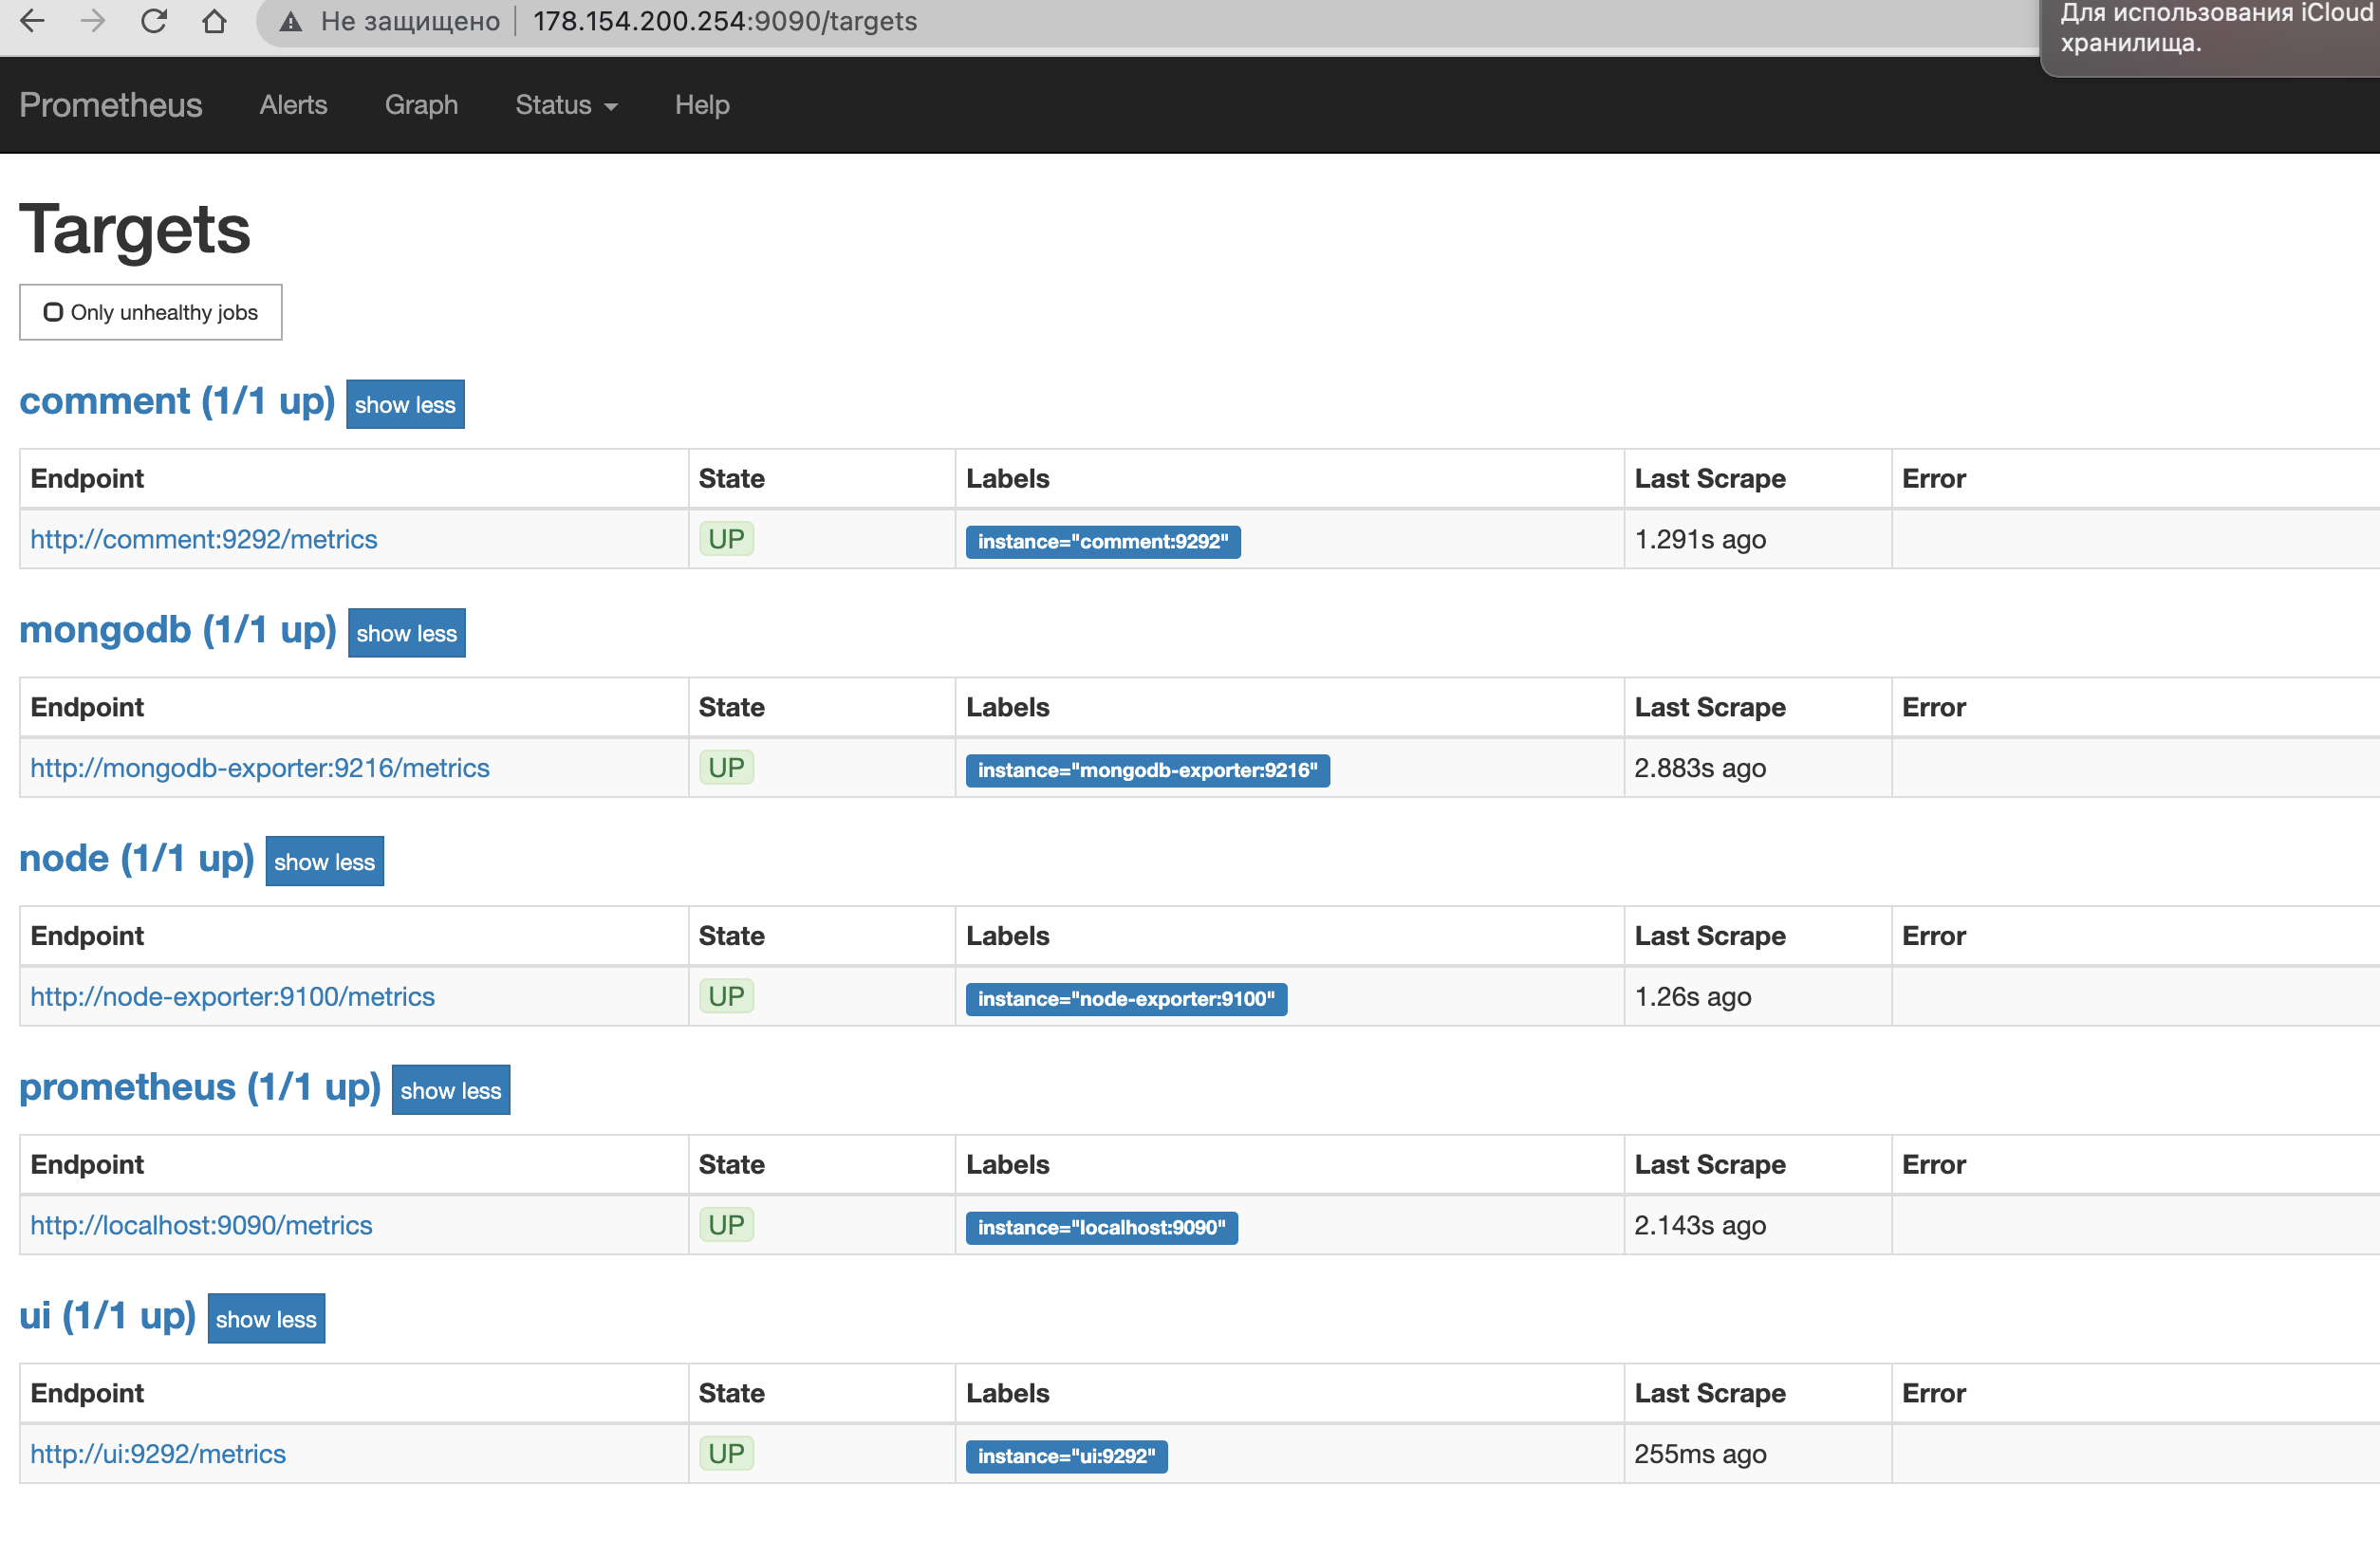 Не защищено 178.154.200.254:9090/targets
Для использования iCloud
хранилища.
Prometheus Alerts Graph Status Help
Targets
Only unhealthy jobs
comment (1/1 up) show less
Endpoint State Labels Last Scrape Error
http://comment:9292/metrics UP instance="comment:9292" 1.291s ago
mongodb (1/1 up) show less
Endpoint State Labels Last Scrape Error
http://mongodb-exporter:9216/metrics UP instance="mongodb-exporter:9216" 2.883s ago
node (1/1 up) show less
Endpoint State Labels Last Scrape Error
http://node-exporter:9100/metrics UP instance="node-exporter:9100" 1.26s ago
prometheus (1/1 up) show less
Endpoint State Labels Last Scrape Error
http://localhost:9090/metrics UP instance="localhost:9090" 2.143s ago
ui (1/1 up) show less
Endpoint State Labels Last Scrape Error
http://ui:9292/metrics UP instance="ui:9292" 255ms ago